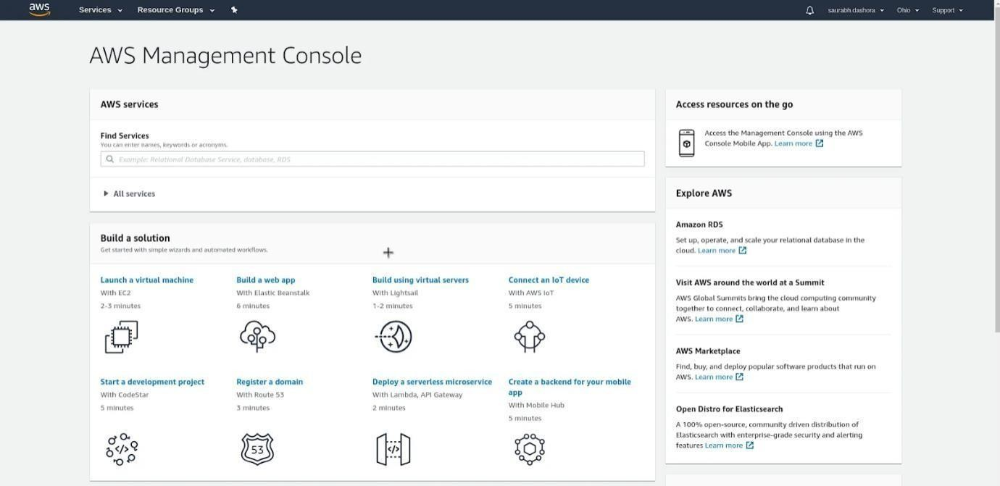 aws Services Resource Groups saurabh.dashora Ohio Support
AWS Management Console
AWS services
Find Services
You can enter names, keywords or acronyms.
Example: Relational Database Service, database, RDS
All services
Build a solution
Get started with simple wizards and automated workflows.
Launch a virtual machine
With EC2
2-3 minutes
Build a web app
With Elastic Beanstalk
6 minutes
Build using virtual servers
With Lightsail
1-2 minutes
Connect an IoT device
With AWS IoT
5 minutes
Start a development project
With CodeStar
5 minutes
Register a domain
With Route 53
3 minutes
53
Deploy a serverless microservice
With Lambda, API Gateway
2 minutes
Create a backend for your mobile
app
With Mobile Hub
5 minutes
Access resources on the go
Access the Management Console using the AWS
Console Mobile App. Learn more
Explore AWS
Amazon RDS
Set up, operate, and scale your relational database in the
cloud. Learn more
Visit AWS around the world at a Summit
AWS Global Summits bring the cloud computing community
together to connect, collaborate, and learn about
AWS. Learn more
AWS Marketplace
Find, buy, and deploy popular software products that run on
AWS. Learn more
Open Distro for Elasticsearch
A 100% open-source, community driven distribution of
Elasticsearch with enterprise-grade security and alerting
features Learn more